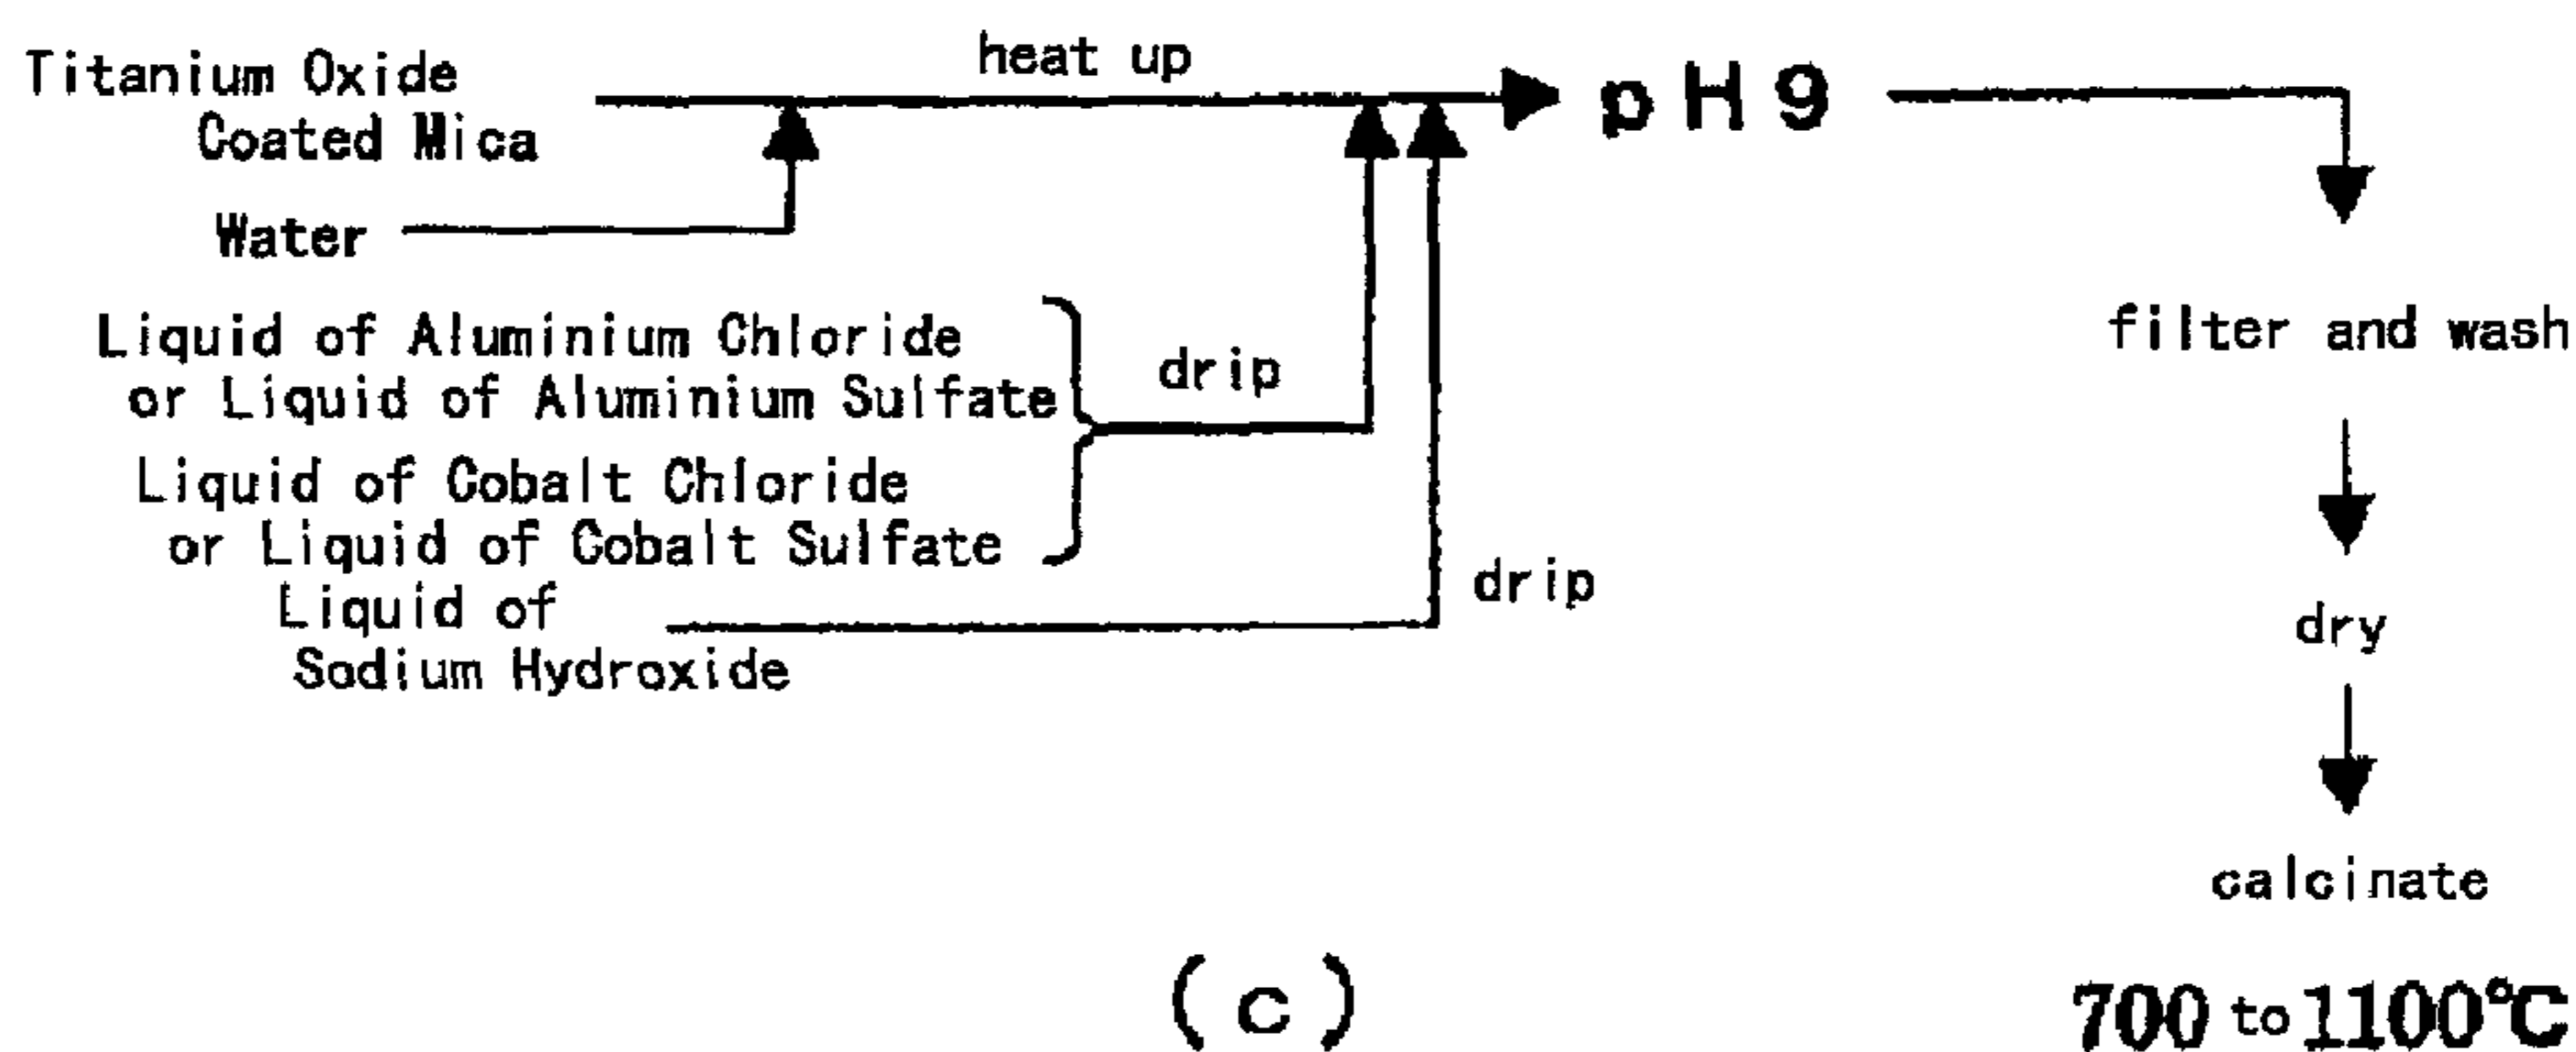 heat up
Titanium Oxide
Coated Mica
pH9
Water
Liquid of Aluminium Chloride
or Liquid of Aluminium Sulfate
drip
Liquid of Cobalt Chloride
or Liquid of Cobalt Sulfate
Liquid of
Sodium Hydroxide
drip
filter and wash
dry
calcinate
700 to 1100°C
(c)